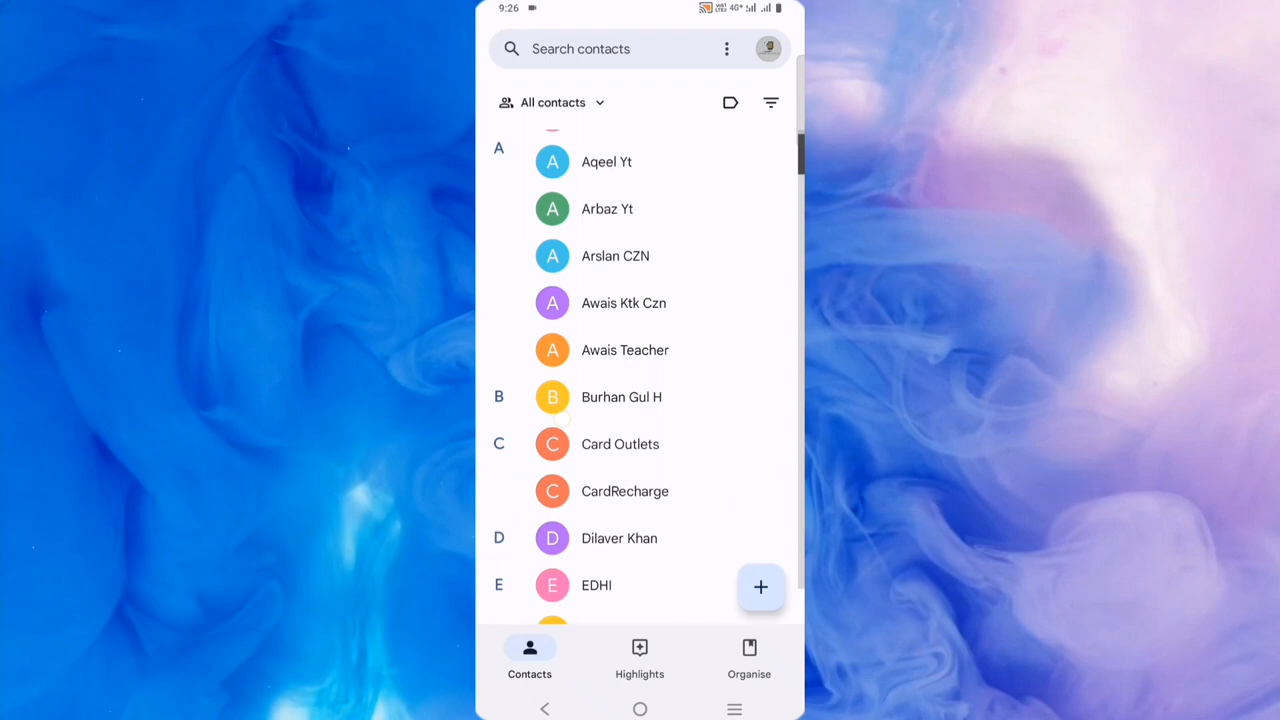 9:26 4G+
Search contacts
All contacts
A
A Aqeel Yt
A Arbaz Yt
A Arslan CZN
A Awais Ktk Czn
A Awais Teacher
B B Burhan Gul H
C C Card Outlets
C CardRecharge
D D Dilaver Khan
E E EDHI
+
Contacts Highlights Organise